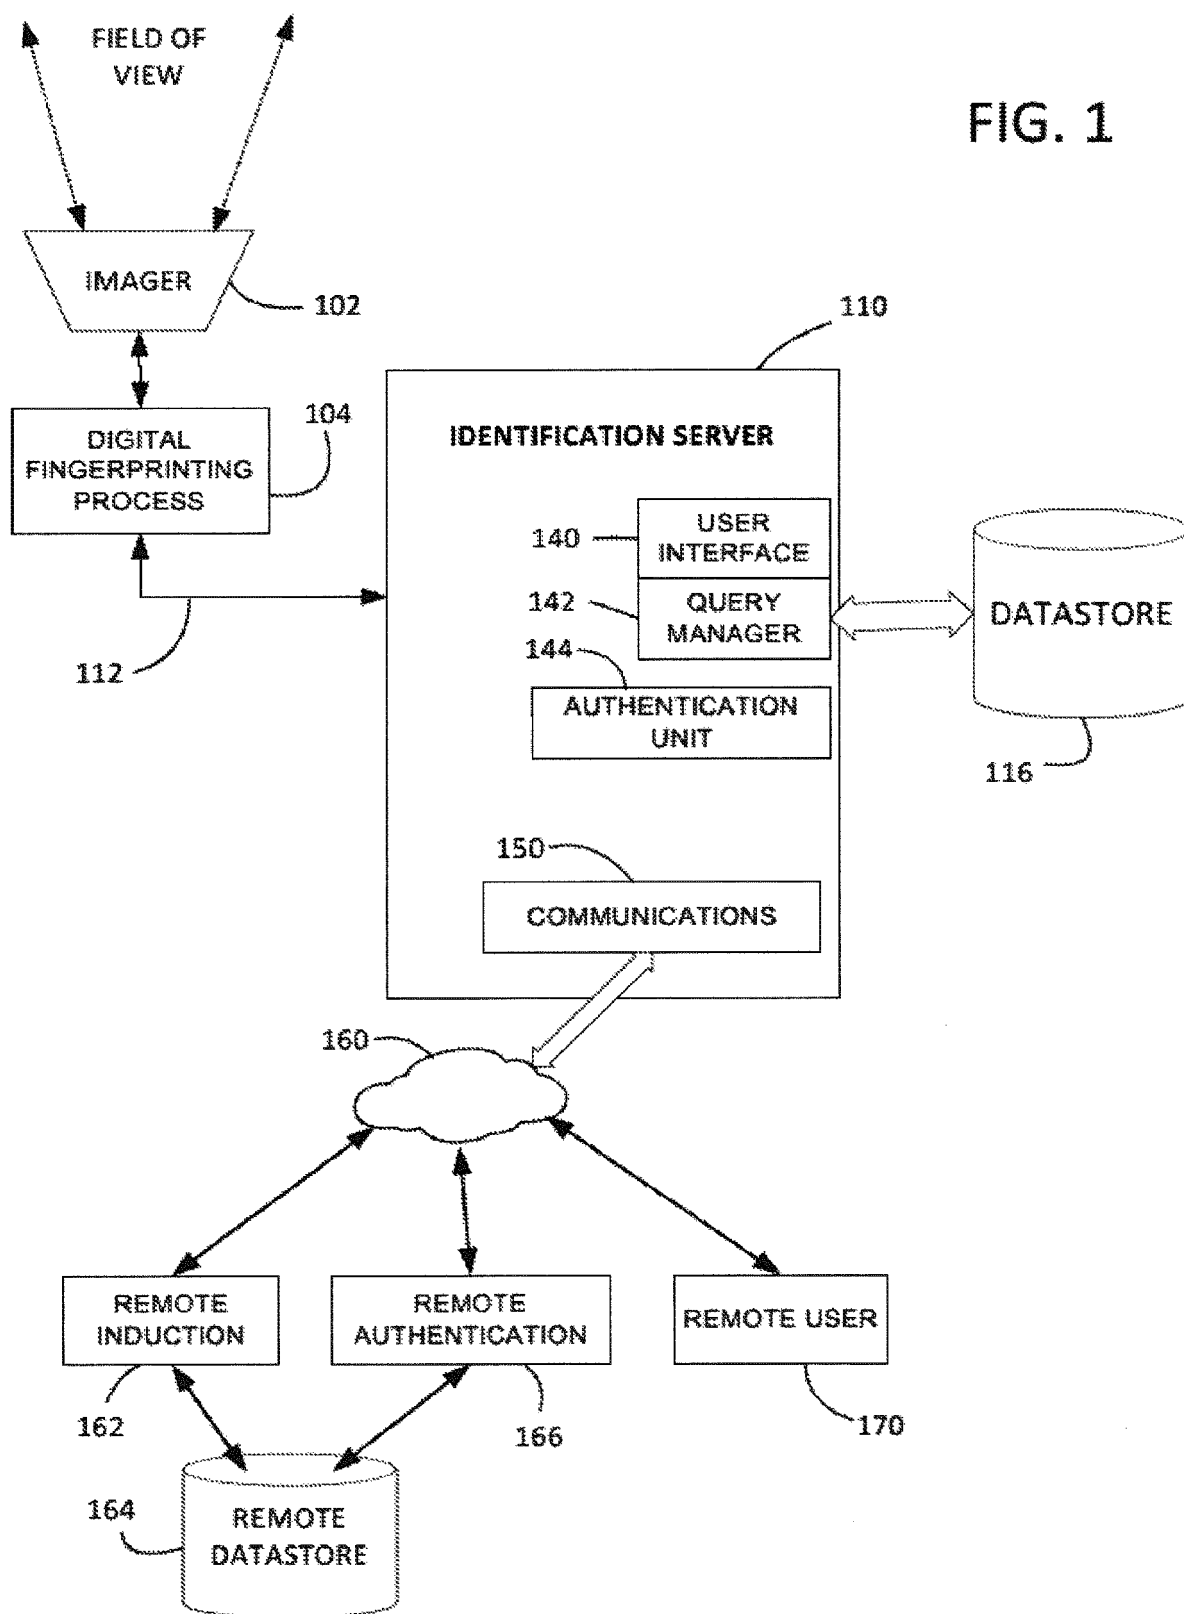 FIELD OF
VIEW
FIG. 1
IMAGER
102
110
DIGITAL
FINGERPRINTING
PROCESS
104
IDENTIFICATION SERVER
140
USER
INTERFACE
142
QUERY
MANAGER
DATASTORE
112
144
AUTHENTICATION
UNIT
116
150
COMMUNICATIONS
160
REMOTE
INDUCTION
REMOTE
AUTHENTICATION
REMOTE USER
162
166
170
164
REMOTE
DATASTORE